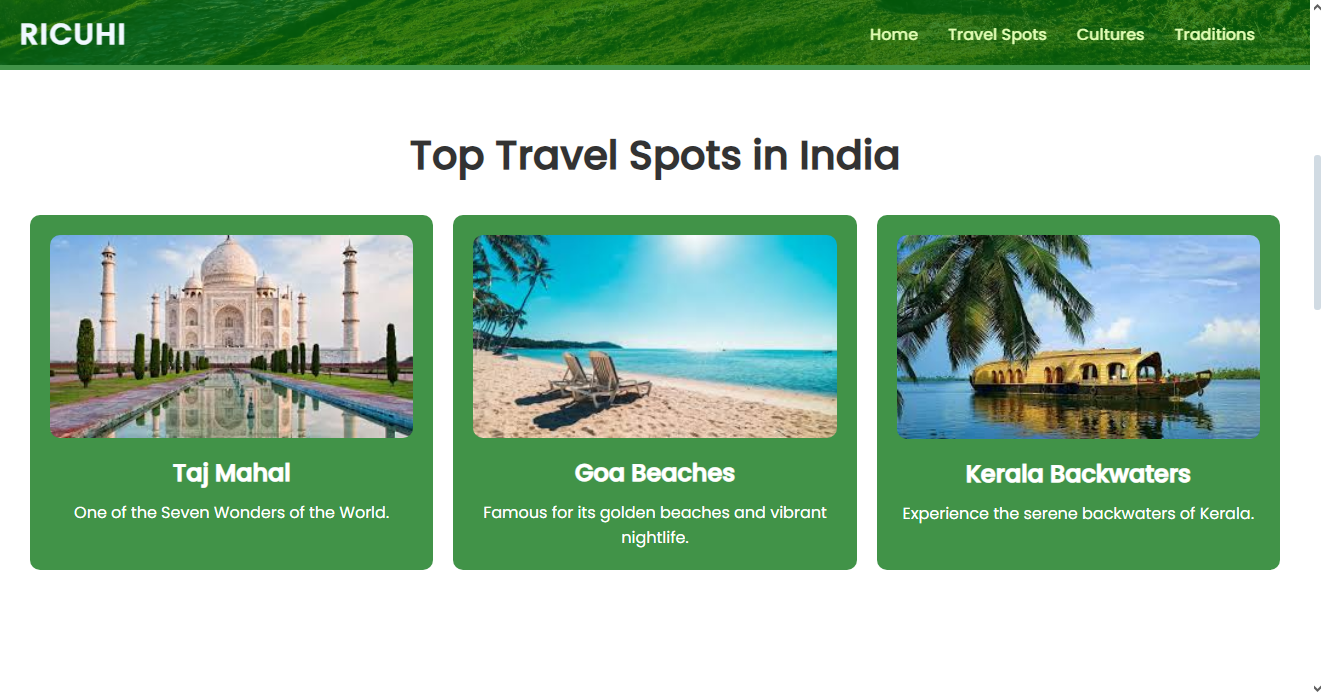 RICUHI
Home Travel Spots Cultures Traditions
Top Travel Spots in India
Taj Mahal
One of the Seven Wonders of the World.
Goa Beaches
Famous for its golden beaches and vibrant
nightlife.
Kerala Backwaters
Experience the serene backwaters of Kerala.